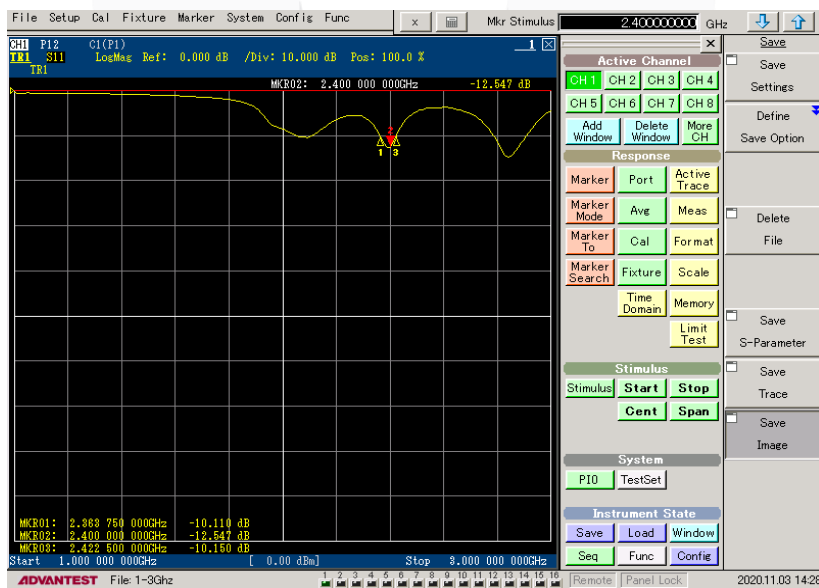 File Setup Cal Fixture Marker System Config Func x Mkr Stimulus 2.400000000 GHz
CH1 P12 C1(P1) 1
TR1 S11 LogMag Ref: 0.000 dB /Div: 10.000 dB Pos: 100.0 %
TR1
MKR02: 2.400 000 000GHz -12.547 dB
2
1 3
MKR01: 2.363 750 000GHz -10.110 dB
MKR02: 2.400 000 000GHz -12.547 dB
MKR03: 2.422 500 000GHz -10.150 dB
Start 1.000 000 000GHz [ 0.00 dBm] Stop 3.000 000 000GHz
Active Channel
CH 1 CH 2 CH 3 CH 4
CH 5 CH 6 CH 7 CH 8
Add Window Delete Window More CH
Response
Marker Port Active Trace
Marker Mode Avg Meas
Marker To Cal Format
Marker Search Fixture Scale
Time Domain Memory
Limit Test
Stimulus
Stimulus Start Stop
Cent Span
System
PIO TestSet
Instrument State
Save Load Window
Seq Func Config
Save
Save Settings
Define Save Option
Delete File
Save S-Parameter
Save Trace
Save Image
ADVANTEST File: 1-3Ghz 1 2 3 4 5 6 7 8 9 10 11 12 13 14 15 16 Remote Panel Lock 2020.11.03 14:2